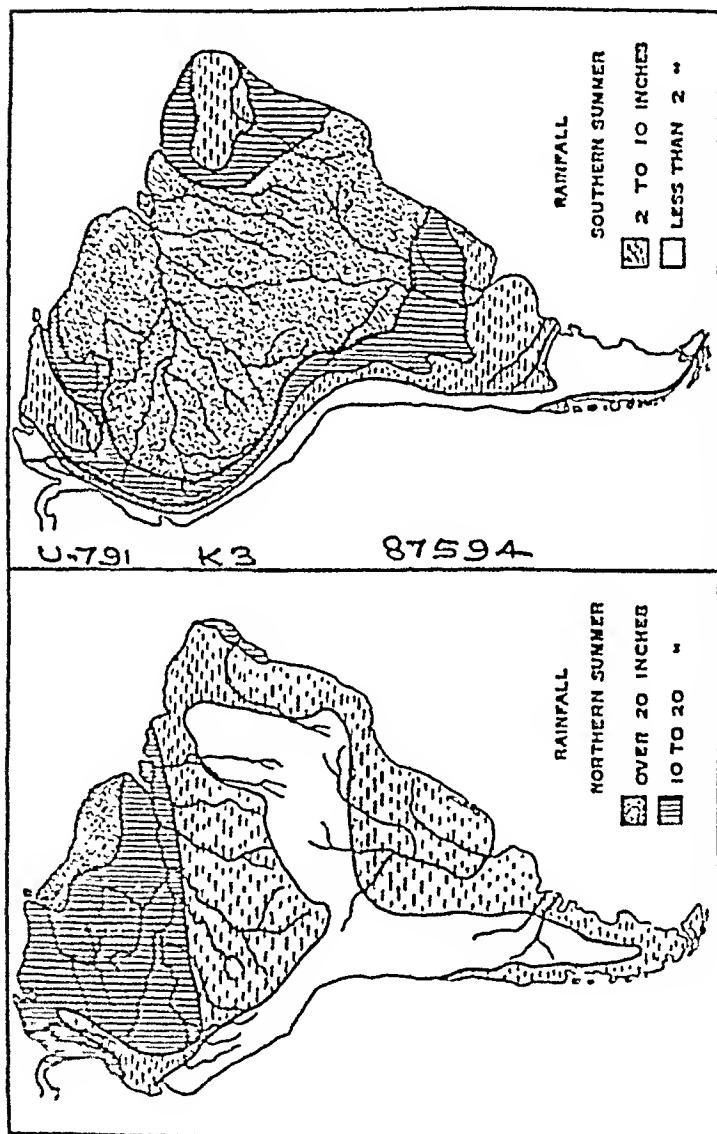 RAINFALL
SOUTHERN SUMMER
2 TO 10 INCHES
LESS THAN 2 "
U-791 K3 87594
RAINFALL
NORTHERN SUMMER
OVER 20 INCHES
10 TO 20 "